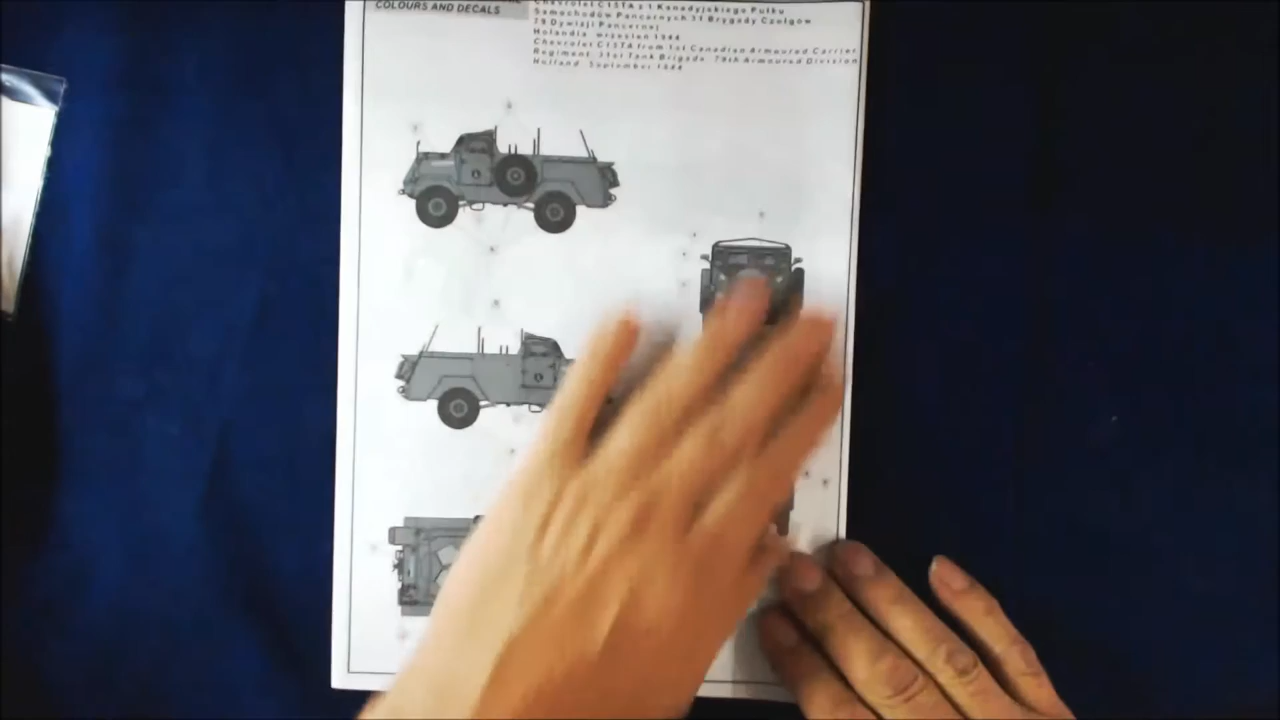 COLOURS AND DECALS
Chevrolet C15TA z 1 Kanadyjskiego Pułku
Samochodów Pancernych 31 Brygady Czołgów
79 Dywizji Pancernej
Holandia wrzesień 1944
Chevrolet C15TA from 1st Canadian Armoured Carrier
Regiment 31st Tank Brigade 79th Armoured Division
Holland September 1944